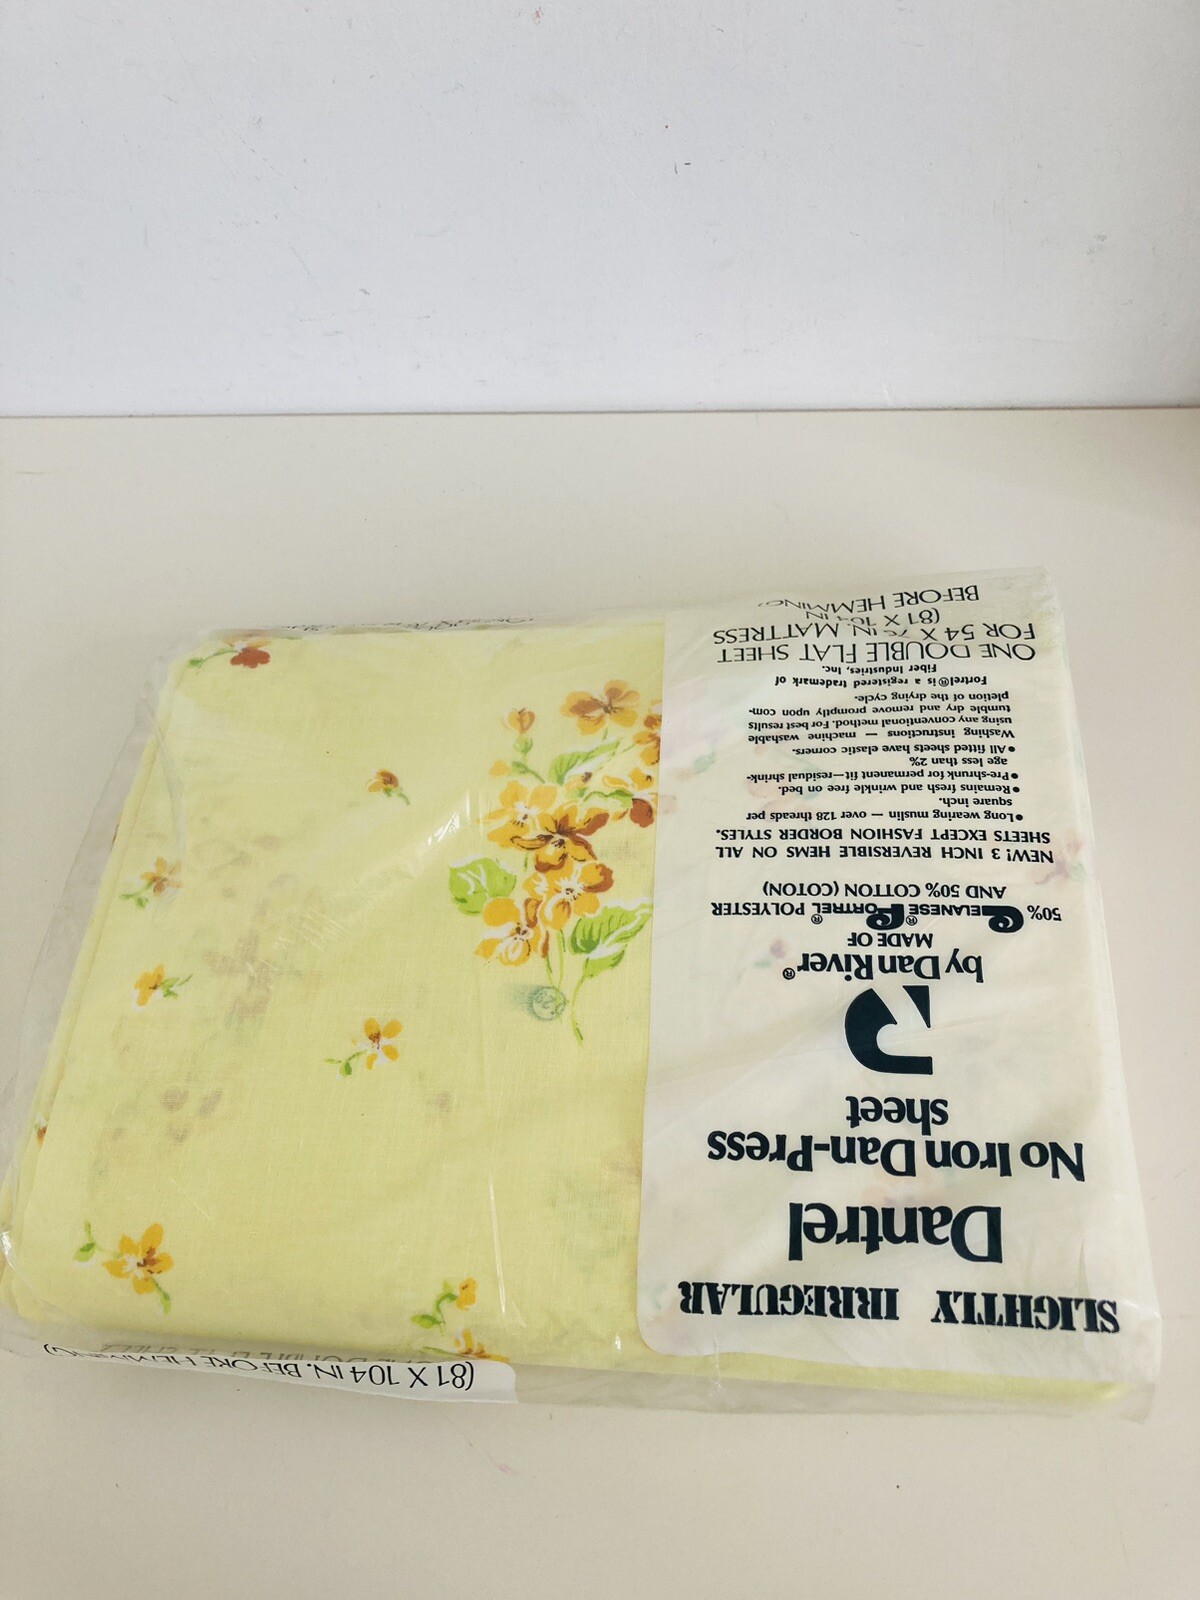 SLIGHTLY IRREGULAR
Dantrel
No Iron Dan-Press
sheet
by Dan River®
MADE OF
50% CELANESE® FORTREL® POLYESTER
AND 50% COTTON (COTON)
NEW! 3 INCH REVERSIBLE HEMS ON ALL
SHEETS EXCEPT FASHION BORDER STYLES.
• Long wearing muslin — over 128 threads per
square inch.
• Remains fresh and wrinkle free on bed.
• Pre-shrunk for permanent fit—residual shrink-
age less than 2%
• All fitted sheets have elastic corners.
Washing instructions — machine washable
using any conventional method. For best results
tumble dry and remove promptly upon com-
pletion of the drying cycle.
Fortrel® is a registered trademark of
Fiber Industries, Inc.
ONE DOUBLE FLAT SHEET
FOR 54 X 76 IN. MATTRESS
(81 X 104 IN
BEFORE HEMMING)
(81 X 104 IN. BEFORE HEMMING)